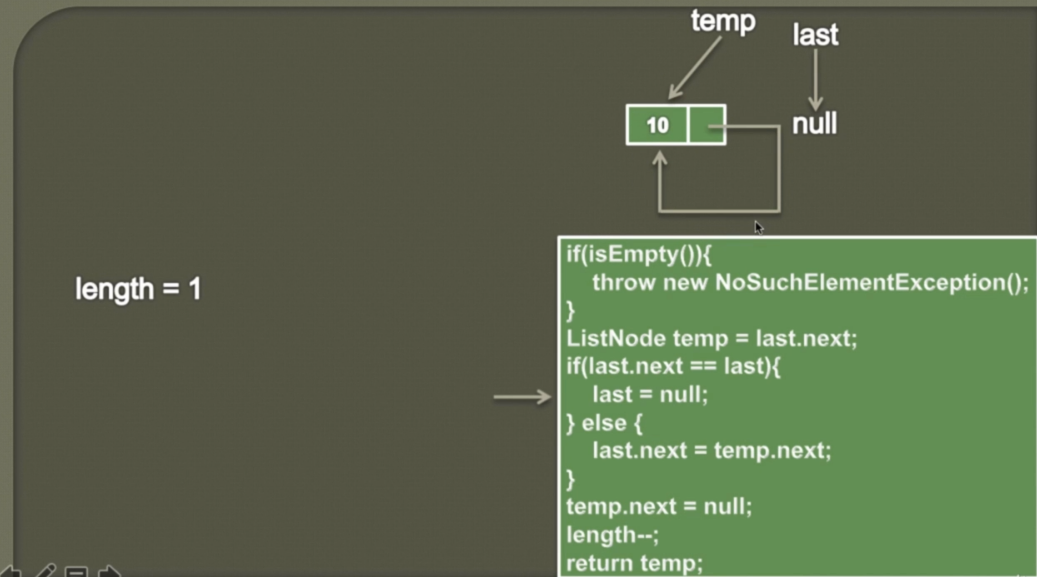 temp
last
10
null
length = 1
if(isEmpty()){
throw new NoSuchElementException();
}
ListNode temp = last.next;
if(last.next == last){
last = null;
} else {
last.next = temp.next;
}
temp.next = null;
length--;
return temp;